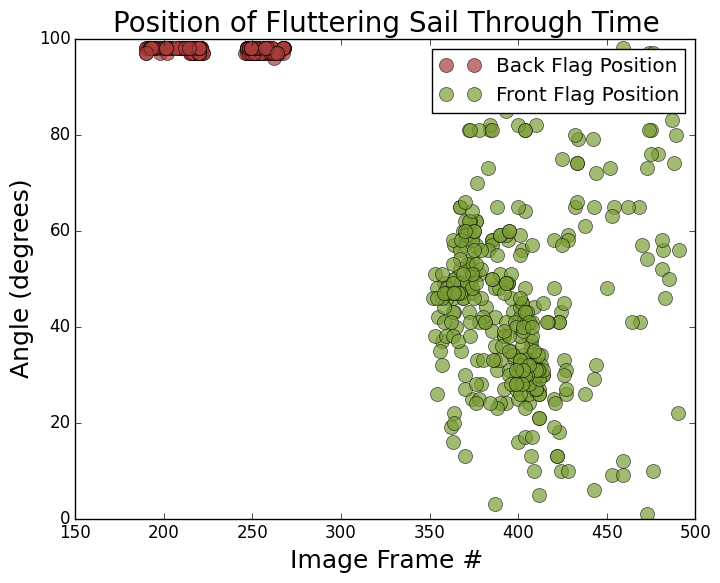 Position of Fluttering Sail Through Time
Back Flag Position
Front Flag Position
Angle (degrees)
100
80
60
40
20
0
150 200 250 300 350 400 450 500
Image Frame #